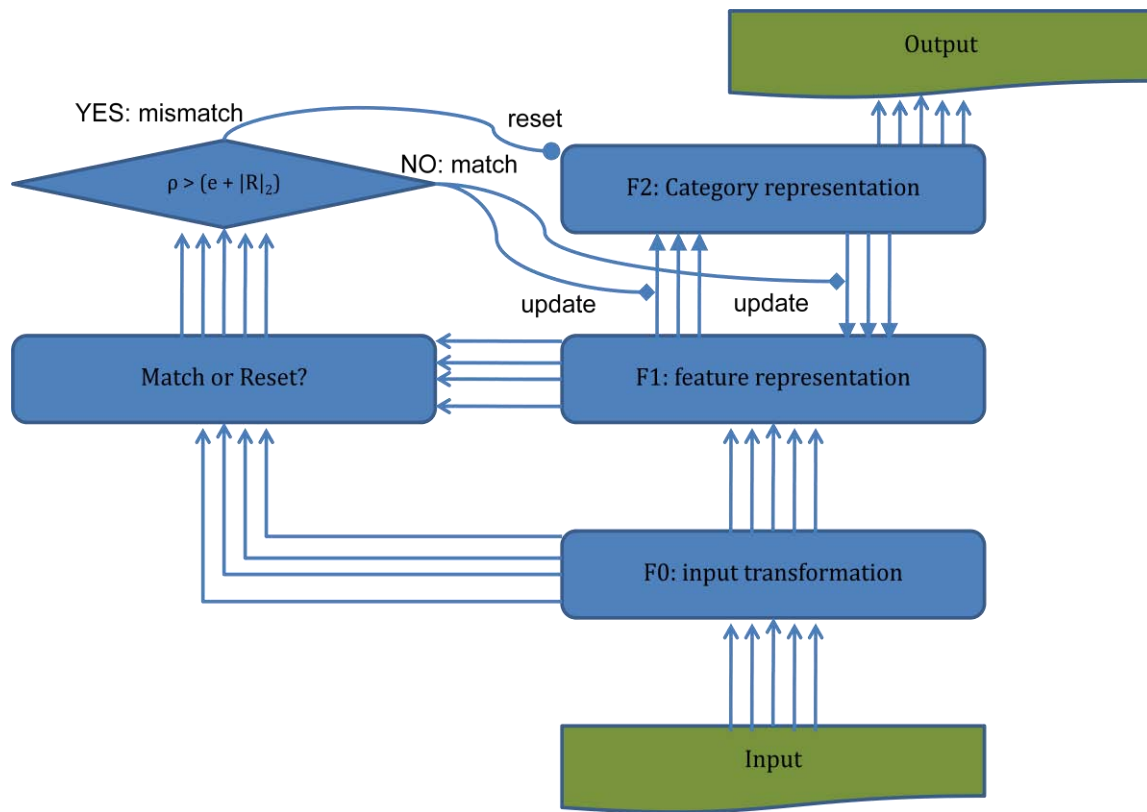 Output
YES: mismatch
reset
NO: match
ρ > (e + |R|₂)
F2: Category representation
update
update
Match or Reset?
F1: feature representation
F0: input transformation
Input